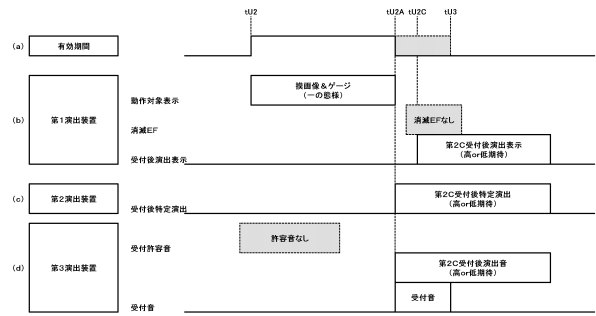 tU2
tU2A
tU2C
tU3
(a)
有効期間
動作対象表示
換画像＆ゲージ
(一の態様)
(b)
第1演出装置
消滅EF
消滅EFなし
受付後演出表示
第2C受付後演出表示
(高or低期待)
(c)
第2演出装置
受付後特定演出
第2C受付後特定演出
(高or低期待)
受付許容音
許容音なし
(d)
第3演出装置
第2C受付後演出音
(高or低期待)
受付音
受付音